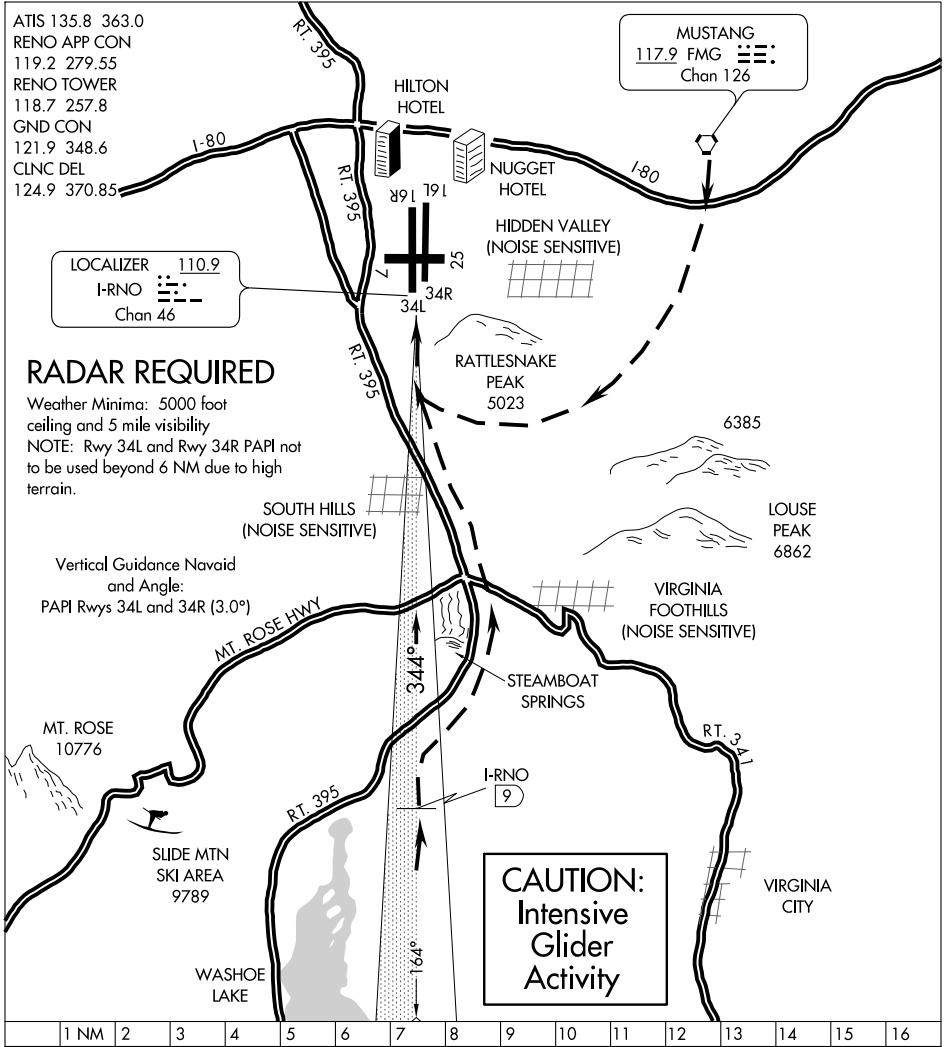 ATIS 135.8 363.0
RENO APP CON
119.2 279.55
RENO TOWER
118.7 257.8
GND CON
121.9 348.6
CLNC DEL
124.9 370.85
RT. 395
MUSTANG
117.9 FMG
Chan 126
HILTON
HOTEL
I-80
RT. 395
NUGGET
HOTEL
I-80
16R
16L
HIDDEN VALLEY
(NOISE SENSITIVE)
7
25
LOCALIZER 110.9
I-RNO
Chan 46
34L
34R
RATTLESNAKE
PEAK
5023
RT. 395
RADAR REQUIRED
Weather Minima: 5000 foot
ceiling and 5 mile visibility
NOTE: Rwy 34L and Rwy 34R PAPI not
to be used beyond 6 NM due to high
terrain.
6385
SOUTH HILLS
(NOISE SENSITIVE)
LOUSE
PEAK
6862
Vertical Guidance Navaid
and Angle:
PAPI Rwys 34L and 34R (3.0°)
VIRGINIA
FOOTHILLS
(NOISE SENSITIVE)
MT. ROSE HWY
344°
STEAMBOAT
SPRINGS
MT. ROSE
10776
RT. 341
I-RNO
9
RT. 395
SLIDE MTN
SKI AREA
9789
CAUTION:
Intensive
Glider
Activity
VIRGINIA
CITY
164°
WASHOE
LAKE
1 NM 2 3 4 5 6 7 8 9 10 11 12 13 14 15 16